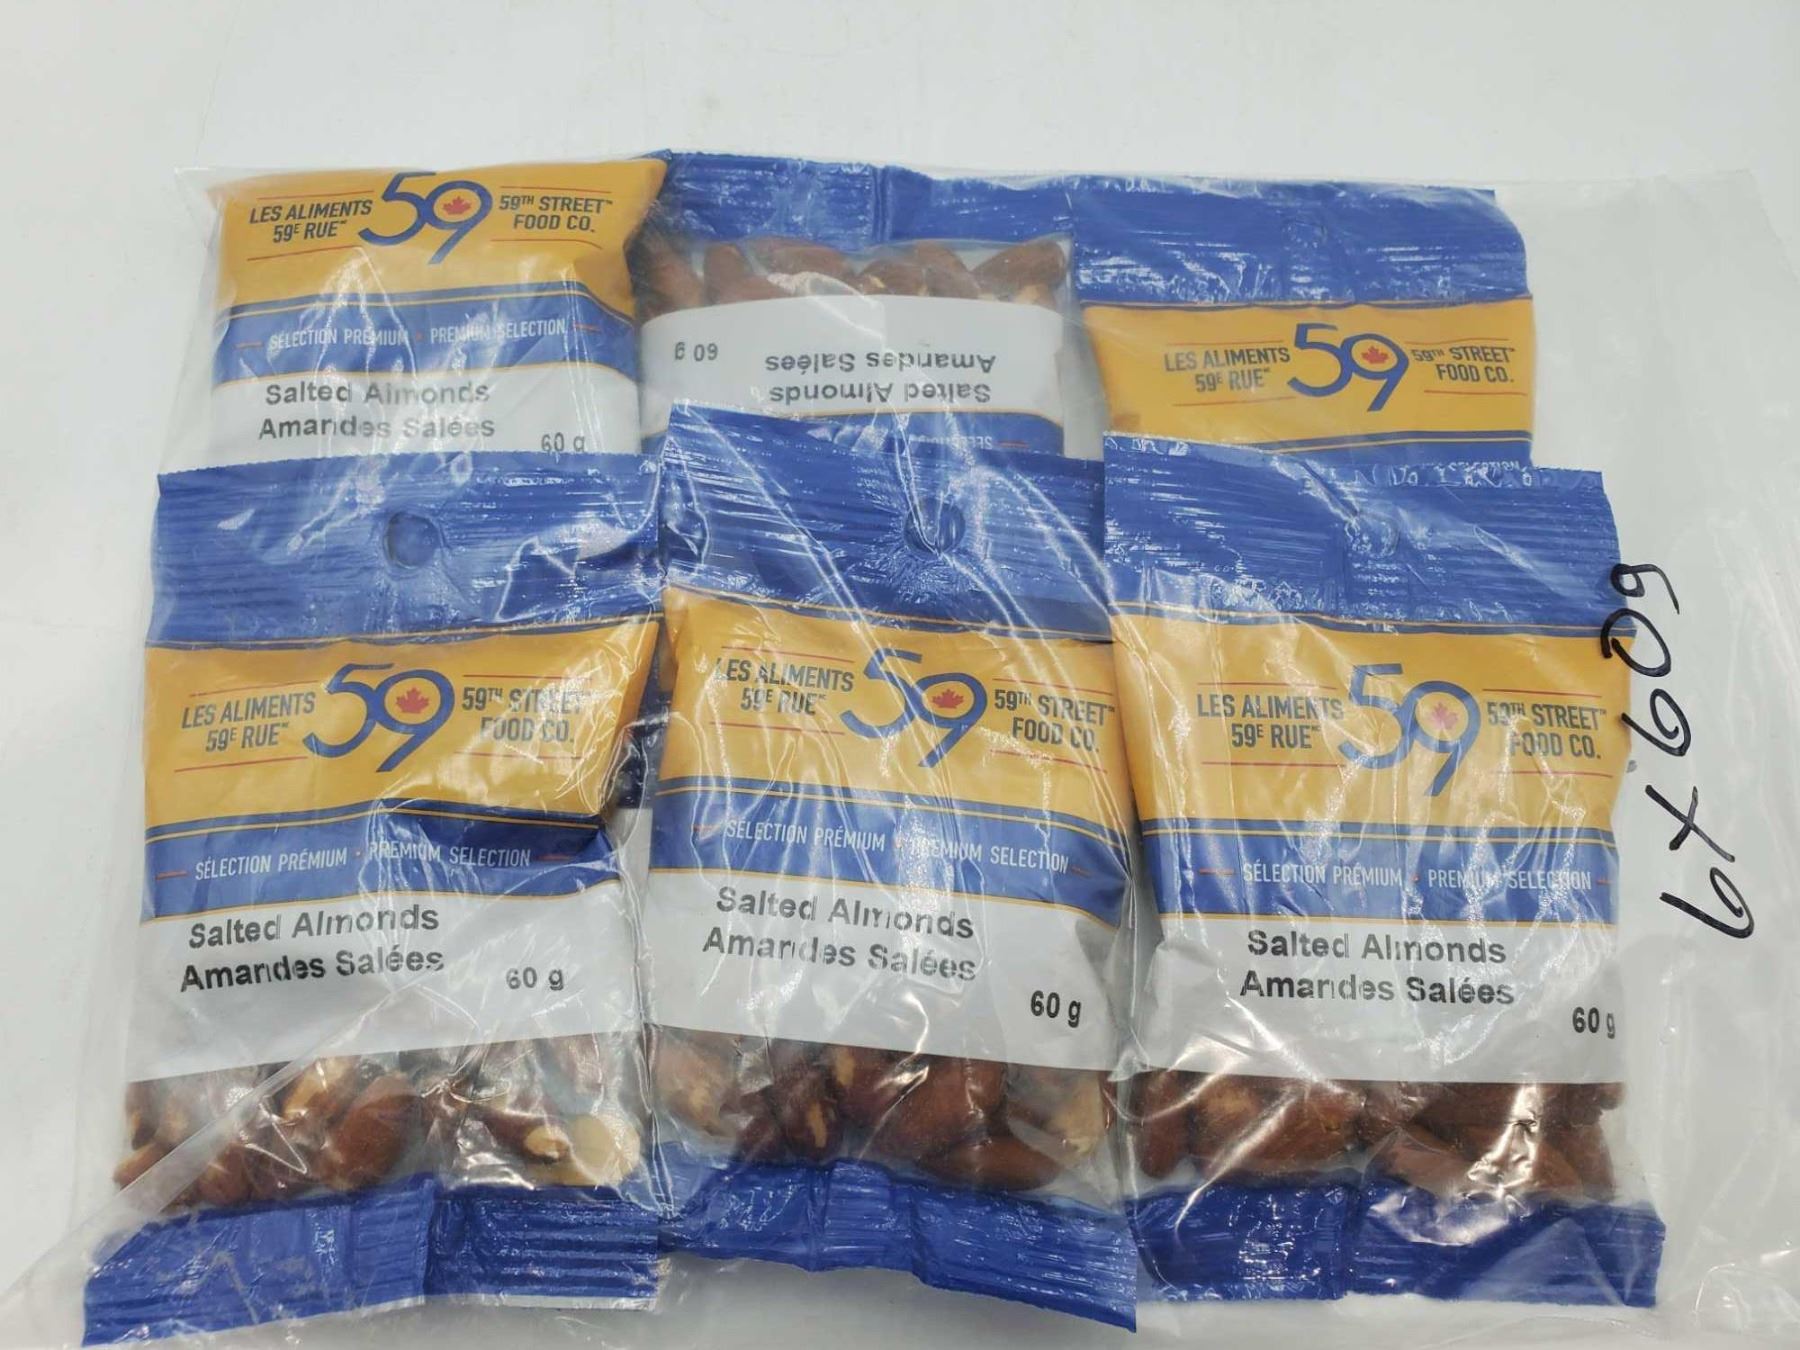 LES ALIMENTS
59E RUE
59
59TH STREET™
FOOD CO.
SÉLECTION PRÉMIUM • PREMIUM SELECTION
Salted Almonds
Amandes Salées
60 g
Salted Almonds
Amandes Salées
60 g
LES ALIMENTS
59E RUE
59
59TH STREET™
FOOD CO.
LES ALIMENTS
59E RUE
59
59TH STREET
FOOD CO.
SÉLECTION PRÉMIUM • PREMIUM SELECTION
Salted Almonds
Amandes Salées
60 g
LES ALIMENTS
59E RUE
59
59TH STREET™
FOOD CO.
SÉLECTION PRÉMIUM • PREMIUM SELECTION
Salted Almonds
Amandes Salées
60 g
LES ALIMENTS
59E RUE
59
59TH STREET™
FOOD CO.
SÉLECTION PRÉMIUM • PREMIUM SELECTION
Salted Almonds
Amandes Salées
60 g
6x60g